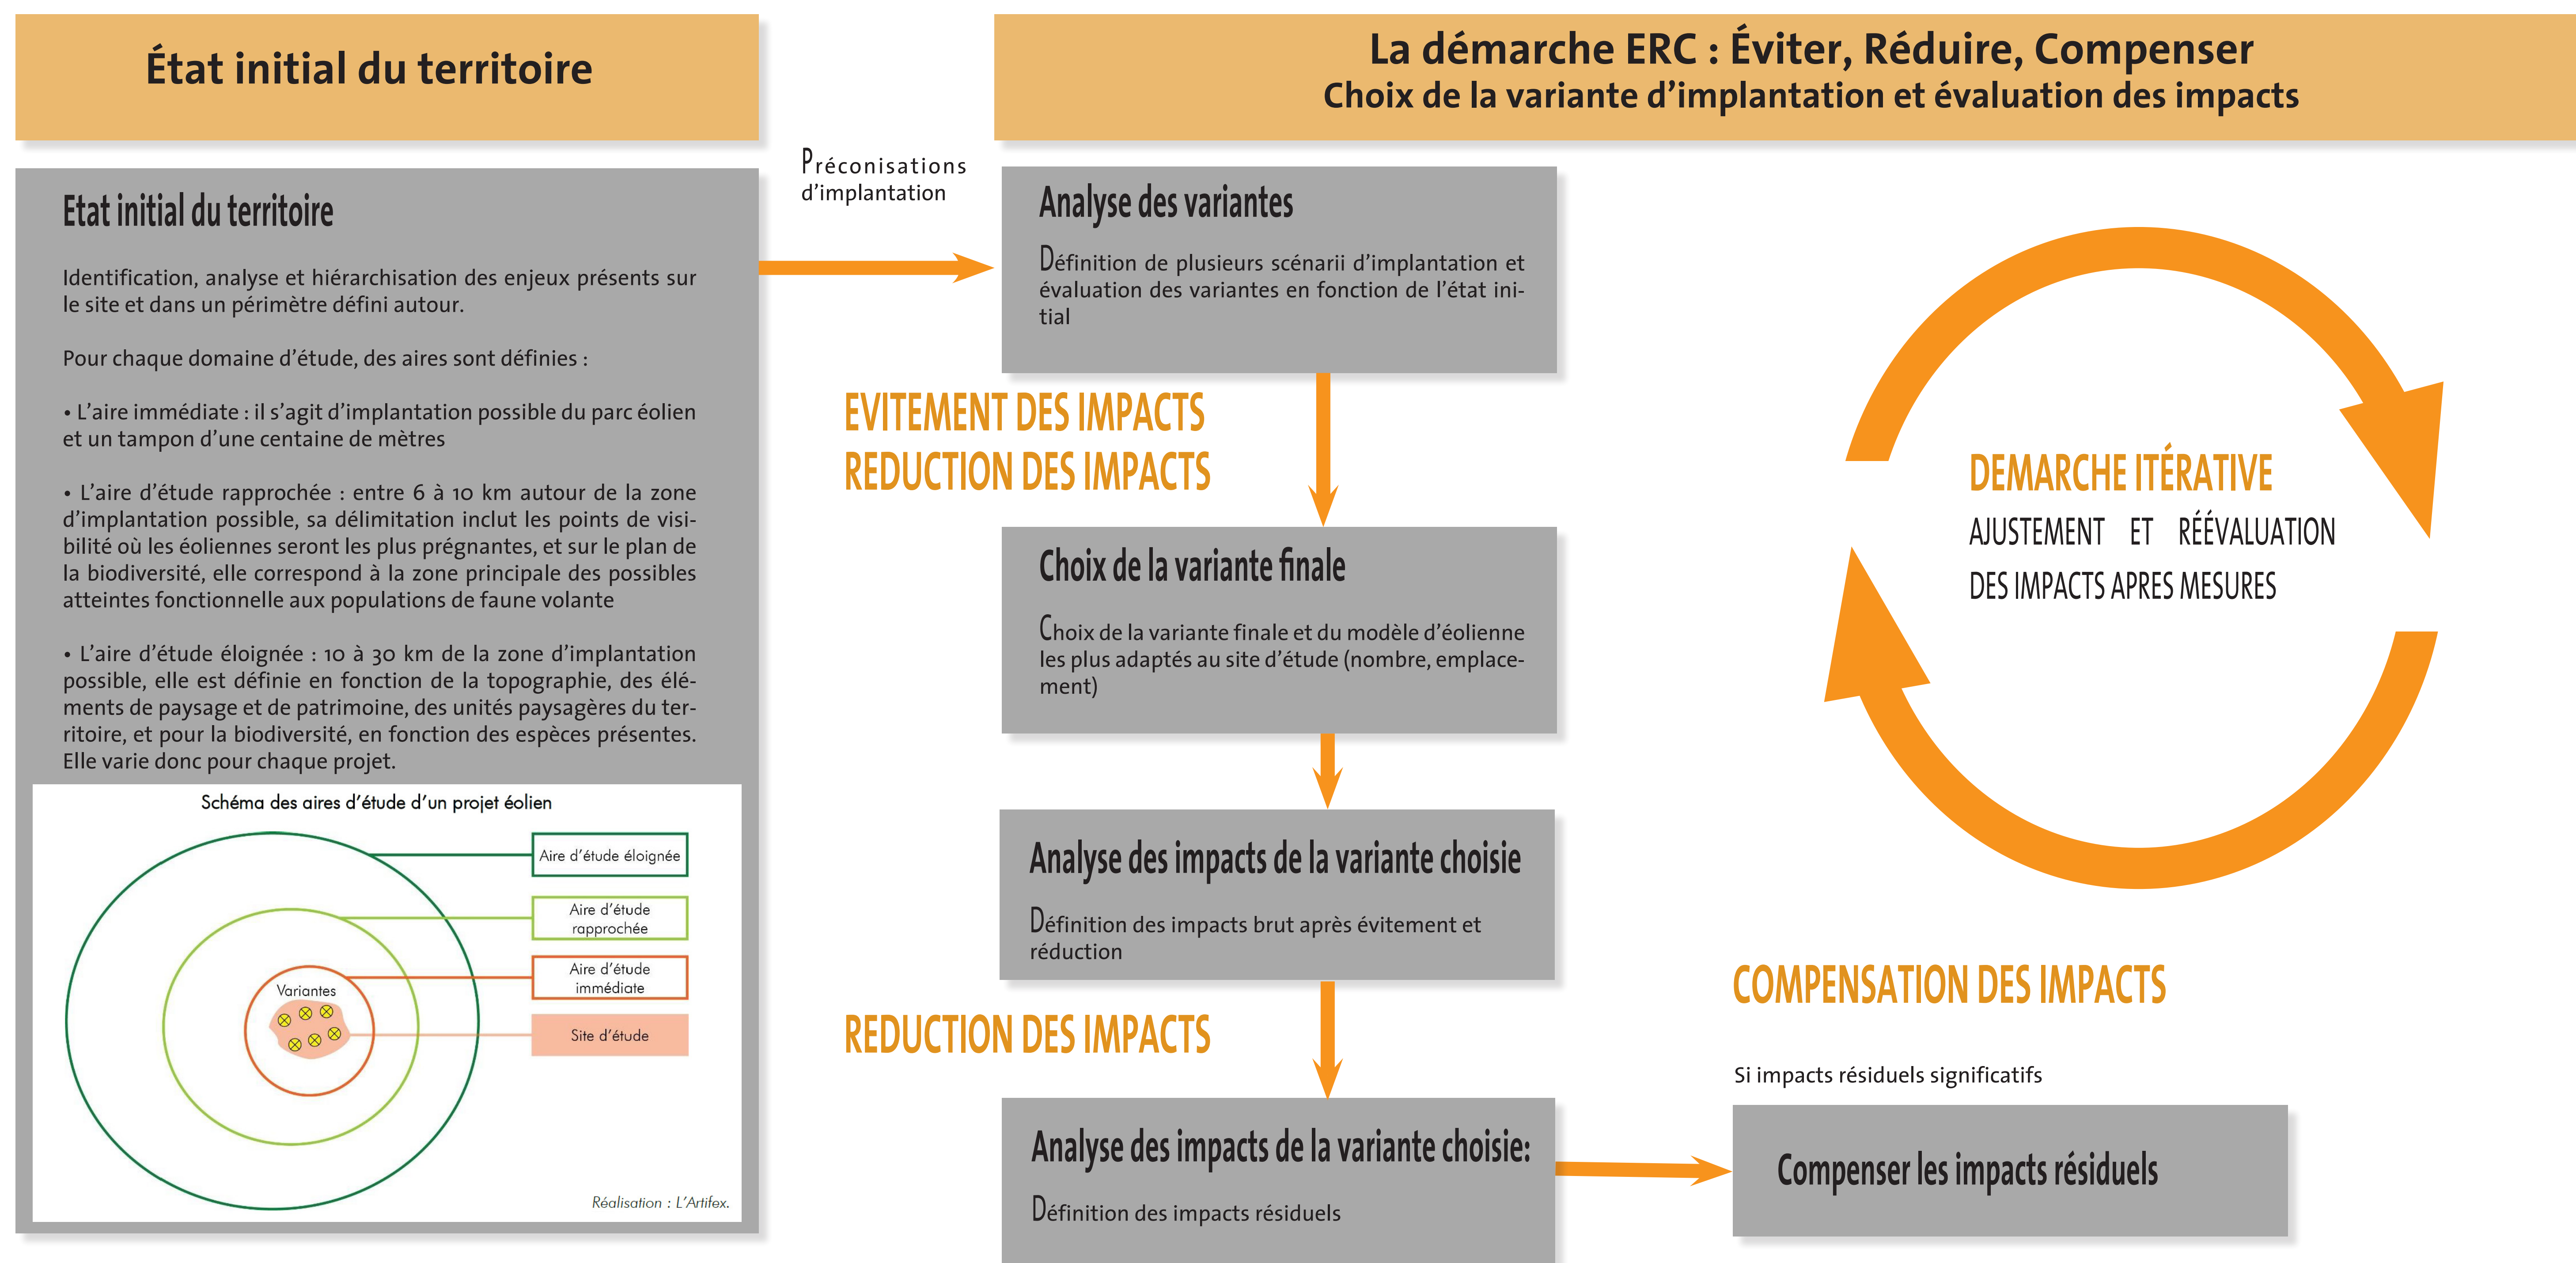 État initial du territoire
La démarche ERC : Éviter, Réduire, Compenser
Choix de la variante d’implantation et évaluation des impacts
Etat initial du territoire
Identification, analyse et hiérarchisation des enjeux présents sur
le site et dans un périmètre défini autour.
Pour chaque domaine d’étude, des aires sont définies :
• L’aire immédiate : il s’agit d’implantation possible du parc éolien
et un tampon d’une centaine de mètres
• L’aire d’étude rapprochée : entre 6 à 10 km autour de la zone
d’implantation possible, sa délimitation inclut les points de visi-
bilité où les éoliennes seront les plus prégnantes, et sur le plan de
la biodiversité, elle correspond à la zone principale des possibles
atteintes fonctionnelle aux populations de faune volante
• L’aire d’étude éloignée : 10 à 30 km de la zone d’implantation
possible, elle est définie en fonction de la topographie, des élé-
ments de paysage et de patrimoine, des unités paysagères du ter-
ritoire, et pour la biodiversité, en fonction des espèces présentes.
Elle varie donc pour chaque projet.
Schéma des aires d’étude d’un projet éolien
Aire d’étude éloignée
Aire d’étude
rapprochée
Aire d’étude
immédiate
Variantes
Site d’étude
Réalisation : L’Artifex.
Préconisations
d’implantation
Analyse des variantes
Définition de plusieurs scénarii d’implantation et
évaluation des variantes en fonction de l’état ini-
tial
EVITEMENT DES IMPACTS
REDUCTION DES IMPACTS
Choix de la variante finale
Choix de la variante finale et du modèle d’éolienne
les plus adaptés au site d’étude (nombre, emplace-
ment)
Analyse des impacts de la variante choisie
Définition des impacts brut après évitement et
réduction
REDUCTION DES IMPACTS
Analyse des impacts de la variante choisie:
Définition des impacts résiduels
DEMARCHE ITÉRATIVE
AJUSTEMENT ET RÉÉVALUATION
DES IMPACTS APRES MESURES
COMPENSATION DES IMPACTS
Si impacts résiduels significatifs
Compenser les impacts résiduels